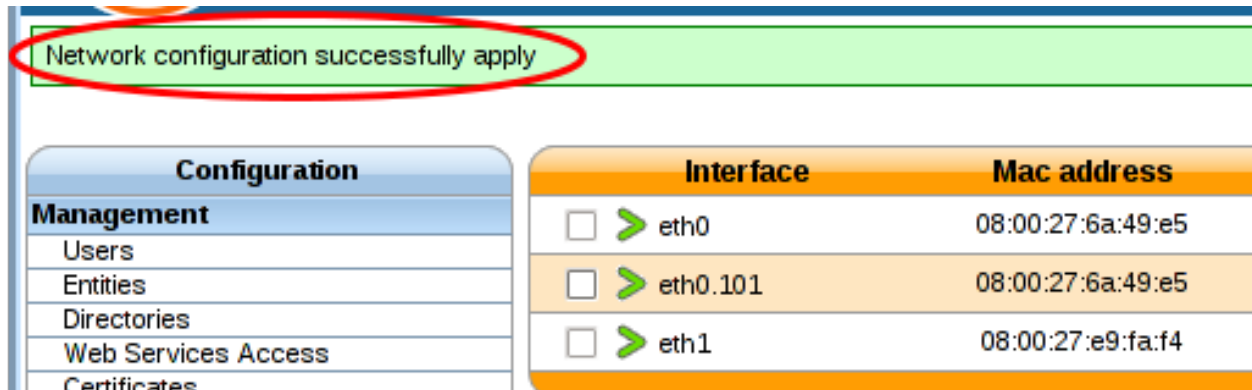 Network configuration successfully apply
Configuration
Management
Users
Entities
Directories
Web Services Access
Certificates
Interface Mac address
eth0 08:00:27:6a:49:e5
eth0.101 08:00:27:6a:49:e5
eth1 08:00:27:e9:fa:f4